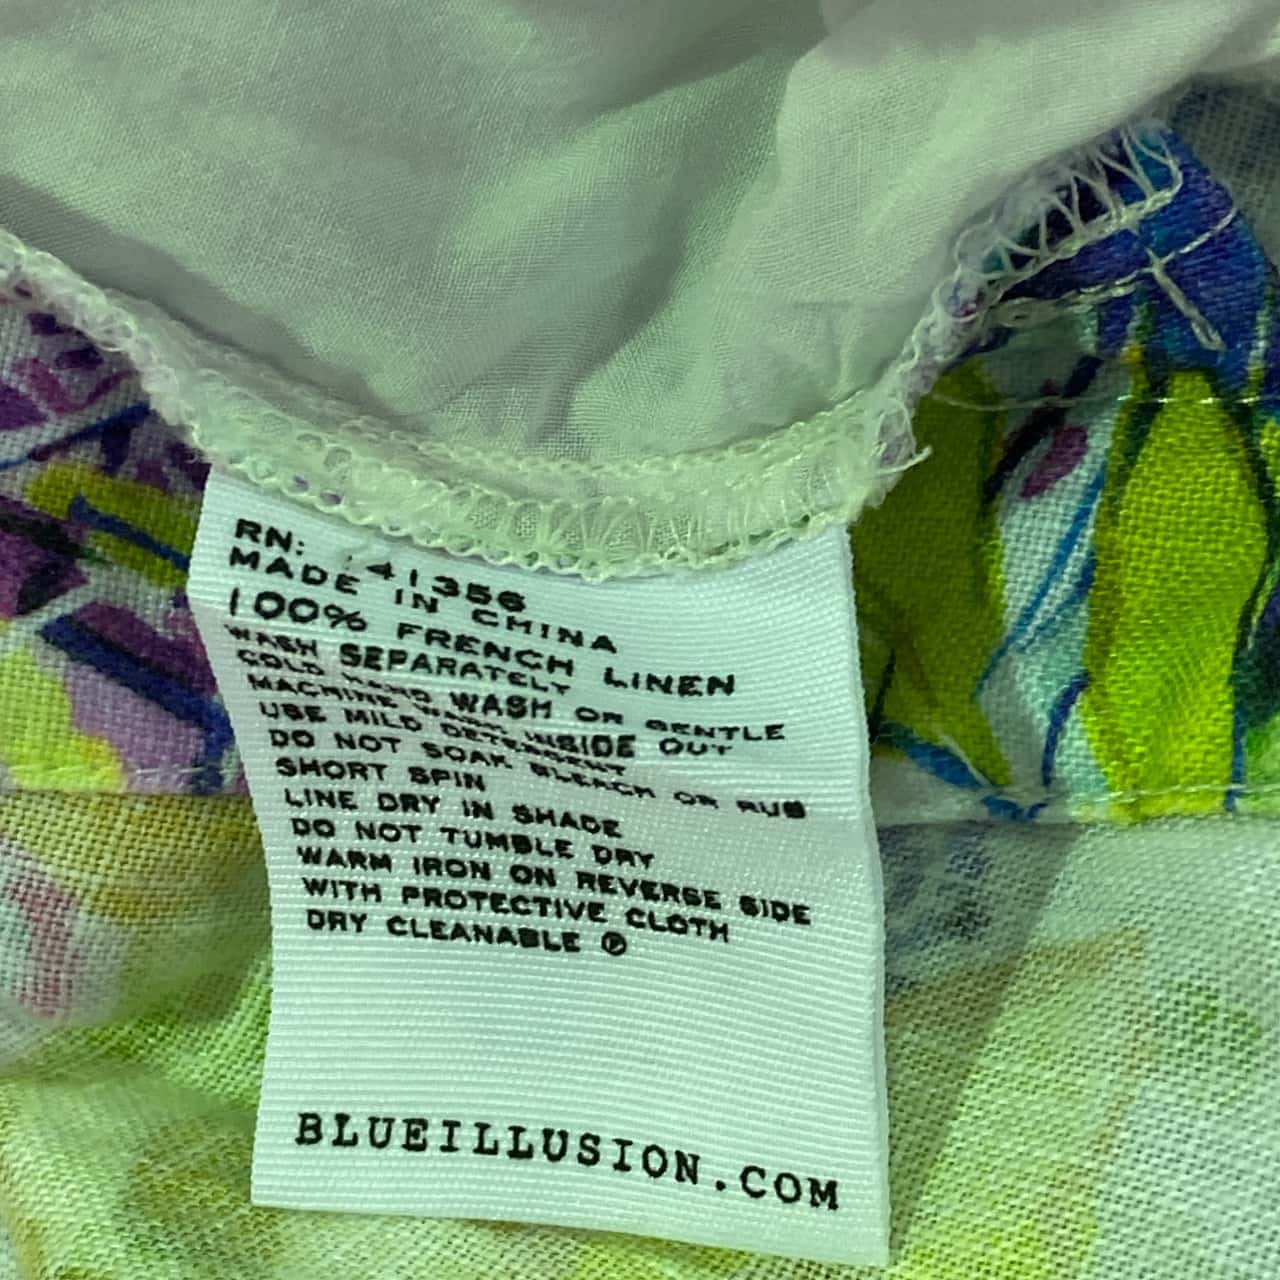 RN: 141356
MADE IN CHINA
100% FRENCH LINEN
WASH SEPARATELY
COLD HAND WASH OR GENTLE
MACHINE WASH INSIDE OUT
USE MILD DETERGENT
DO NOT SOAK BLEACH OR RUB
SHORT SPIN
LINE DRY IN SHADE
DO NOT TUMBLE DRY
WARM IRON ON REVERSE SIDE
WITH PROTECTIVE CLOTH
DRY CLEANABLE Ⓟ
BLUEILLUSION.COM